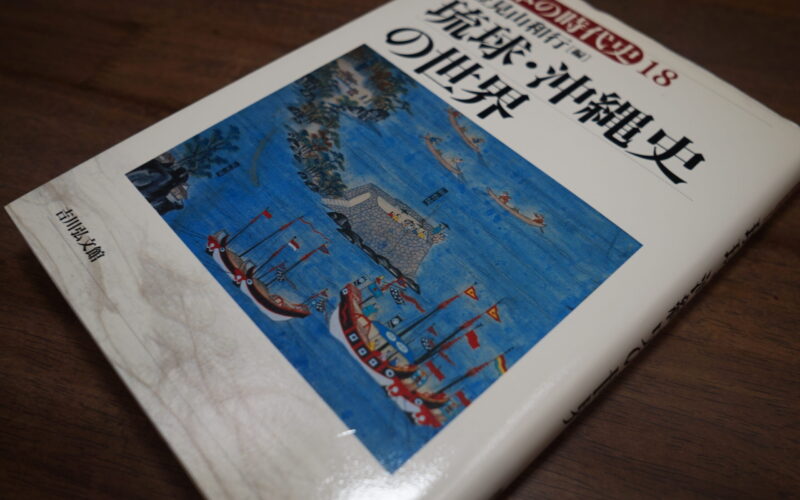 の時代史18
見山和行[編]
琉球・沖縄史
の世界
吉川弘文館